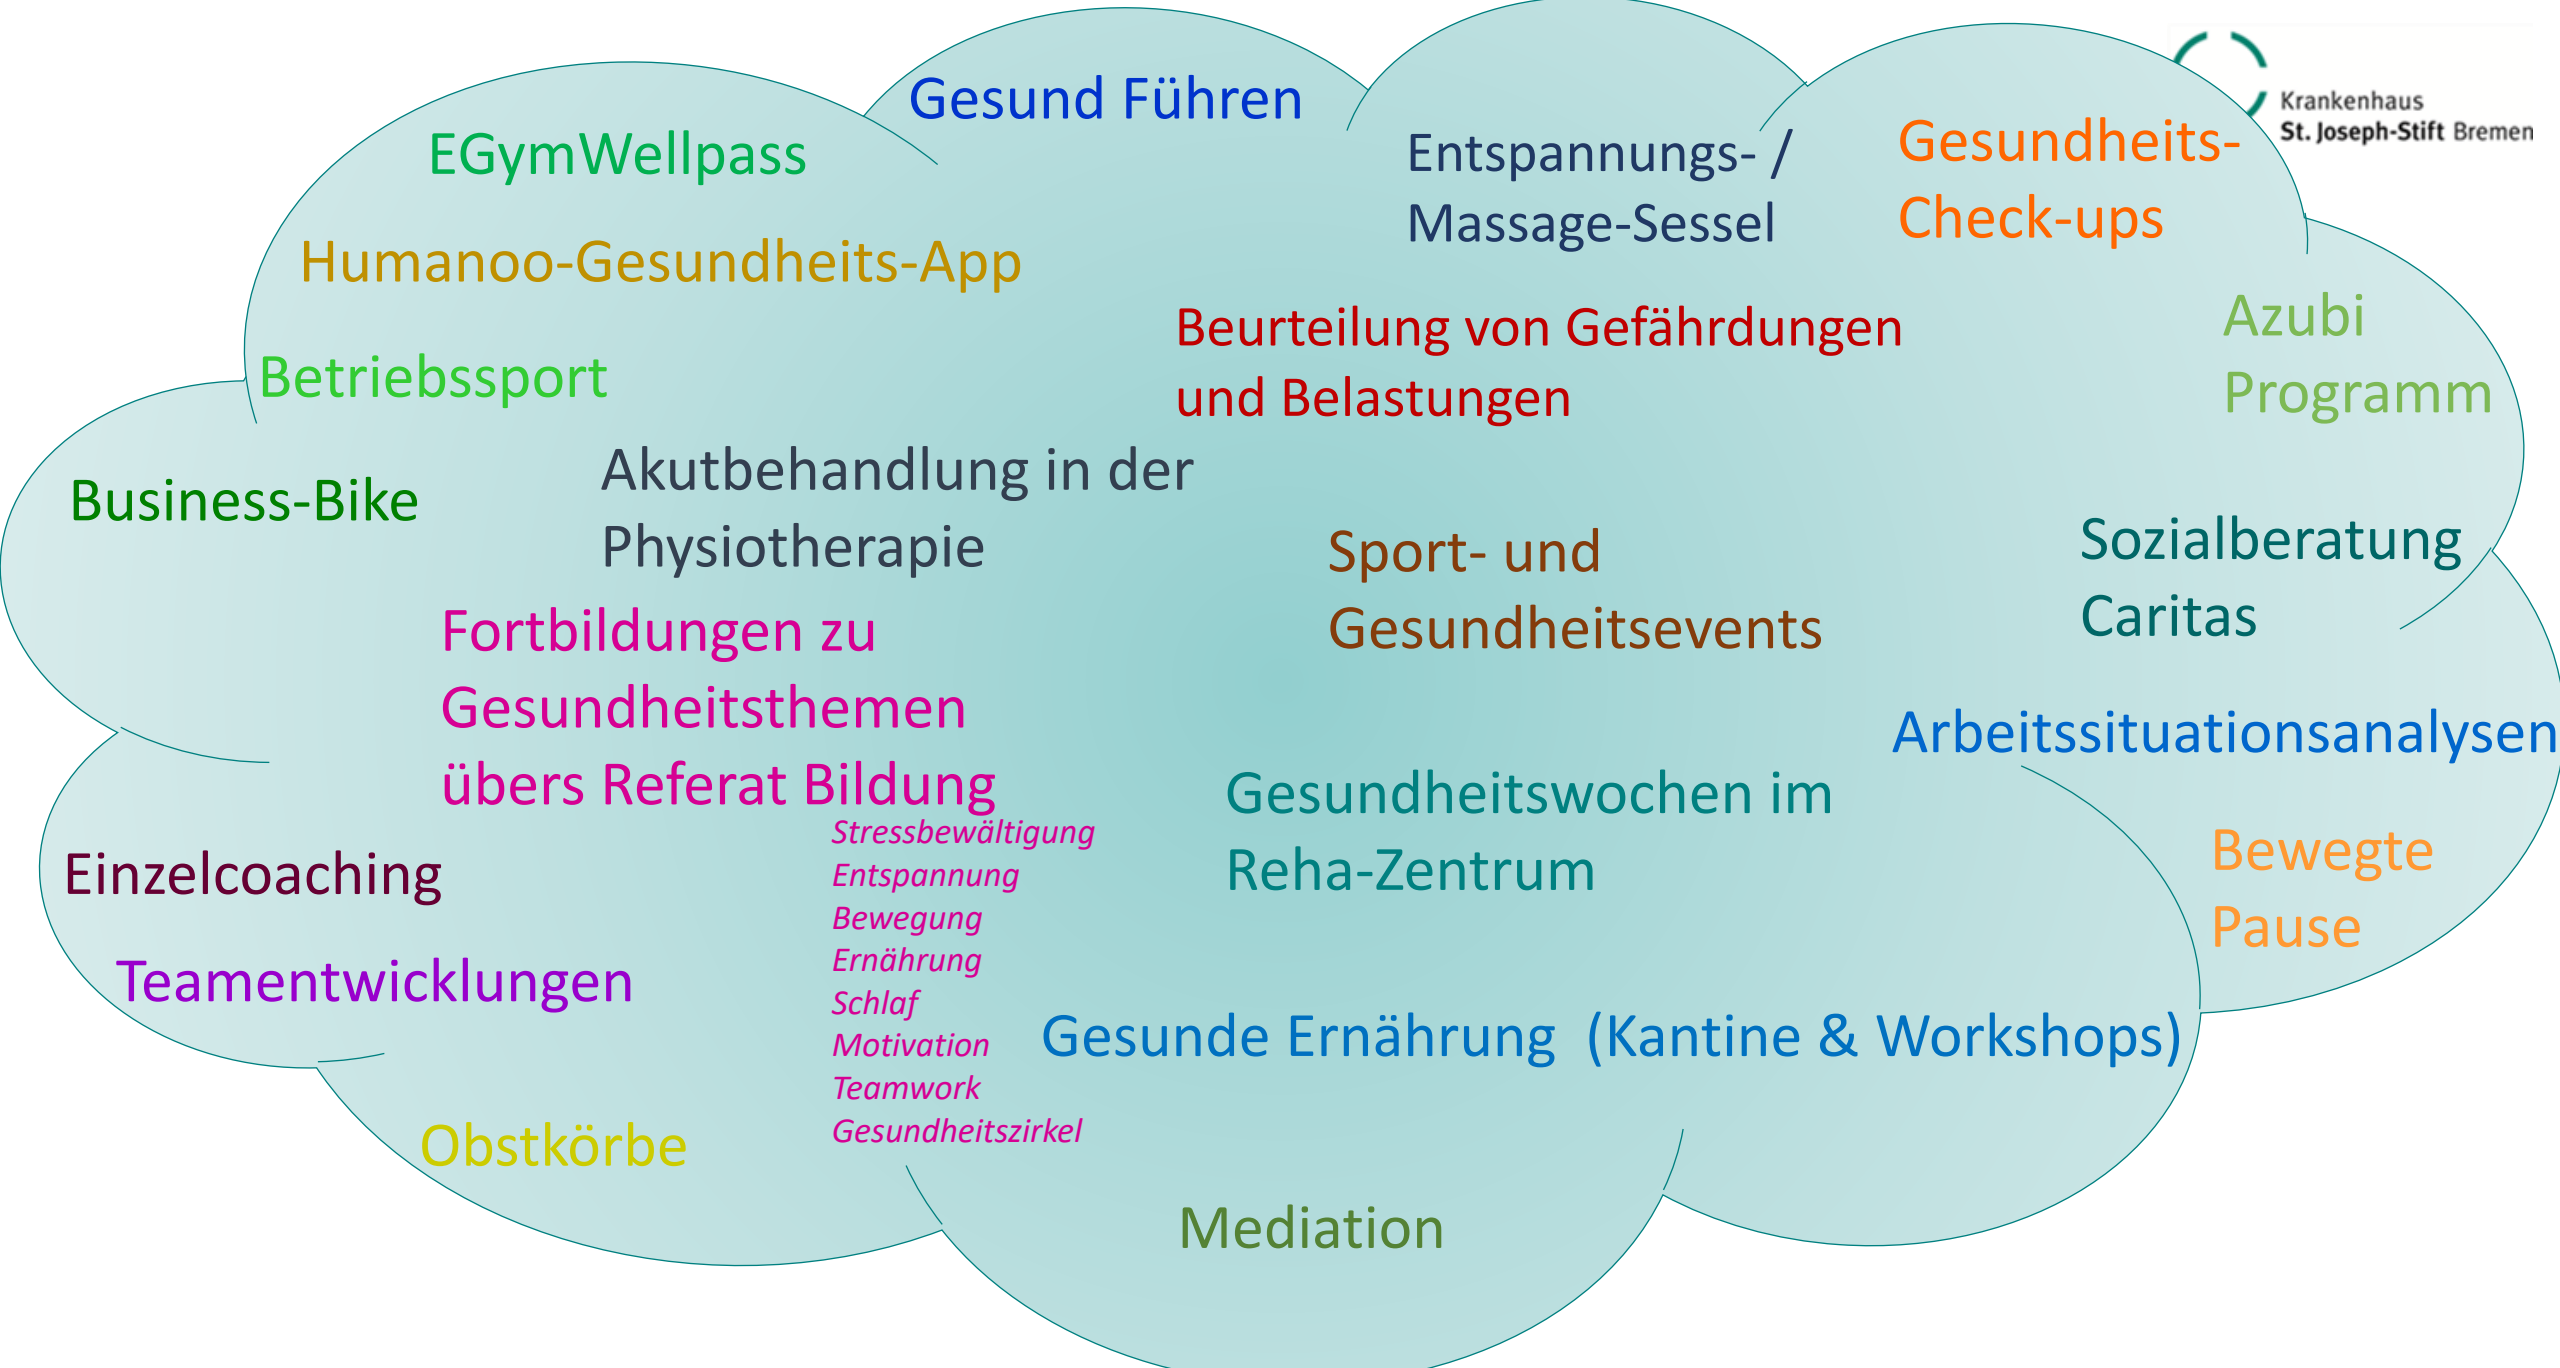 Gesund Führen
Krankenhaus
St. Joseph-Stift Bremen
EGymWellpass
Entspannungs- /
Massage-Sessel
Gesundheits-
Check-ups
Humanoo-Gesundheits-App
Beurteilung von Gefährdungen
und Belastungen
Azubi
Programm
Betriebssport
Business-Bike
Akutbehandlung in der
Physiotherapie
Sport- und
Gesundheitsevents
Sozialberatung
Caritas
Fortbildungen zu
Gesundheitsthemen
übers Referat Bildung
Stressbewältigung
Entspannung
Bewegung
Ernährung
Schlaf
Motivation
Teamwork
Gesundheitszirkel
Arbeitssituationsanalysen
Gesundheitswochen im
Reha-Zentrum
Bewegte
Pause
Einzelcoaching
Teamentwicklungen
Gesunde Ernährung (Kantine & Workshops)
Obstkörbe
Mediation